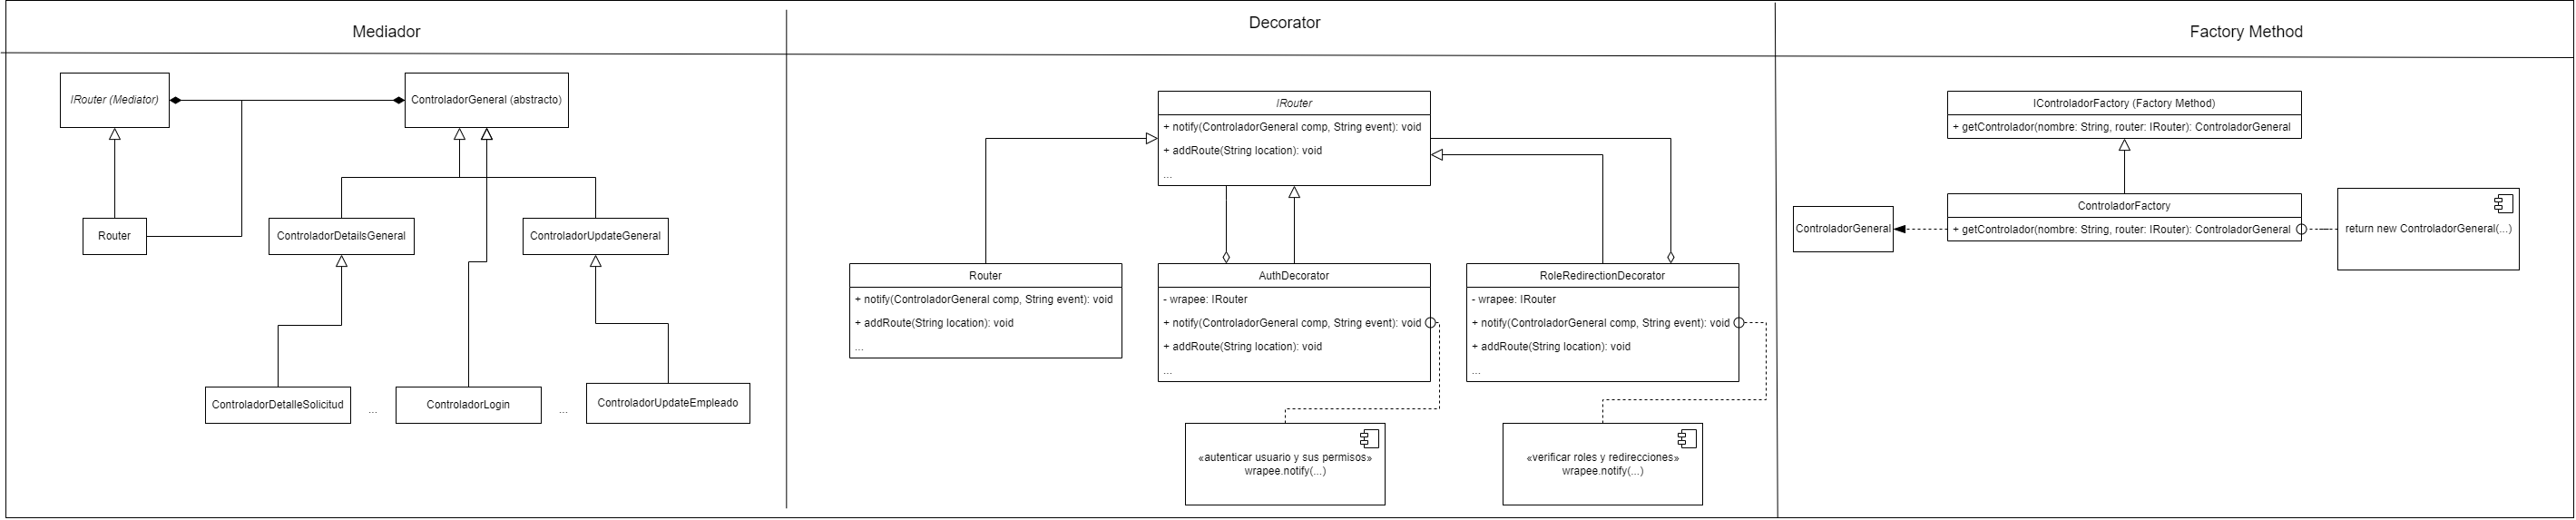 Mediador
IRouter (Mediator)
ControladorGeneral (abstracto)
Router
ControladorDetailsGeneral
ControladorUpdateGeneral
ControladorDetalleSolicitud
...
ControladorLogin
...
ControladorUpdateEmpleado
Decorator
IRouter
+ notify(ControladorGeneral comp, String event): void
+ addRoute(String location): void
...
Router
+ notify(ControladorGeneral comp, String event): void
+ addRoute(String location): void
...
AuthDecorator
- wrapee: IRouter
+ notify(ControladorGeneral comp, String event): void
+ addRoute(String location): void
...
RoleRedirectionDecorator
- wrapee: IRouter
+ notify(ControladorGeneral comp, String event): void
+ addRoute(String location): void
...
«autenticar usuario y sus permisos»
wrapee.notify(...)
«verificar roles y redirecciones»
wrapee.notify(...)
Factory Method
IControladorFactory (Factory Method)
+ getControlador(nombre: String, router: IRouter): ControladorGeneral
ControladorFactory
+ getControlador(nombre: String, router: IRouter): ControladorGeneral
ControladorGeneral
return new ControladorGeneral(...)